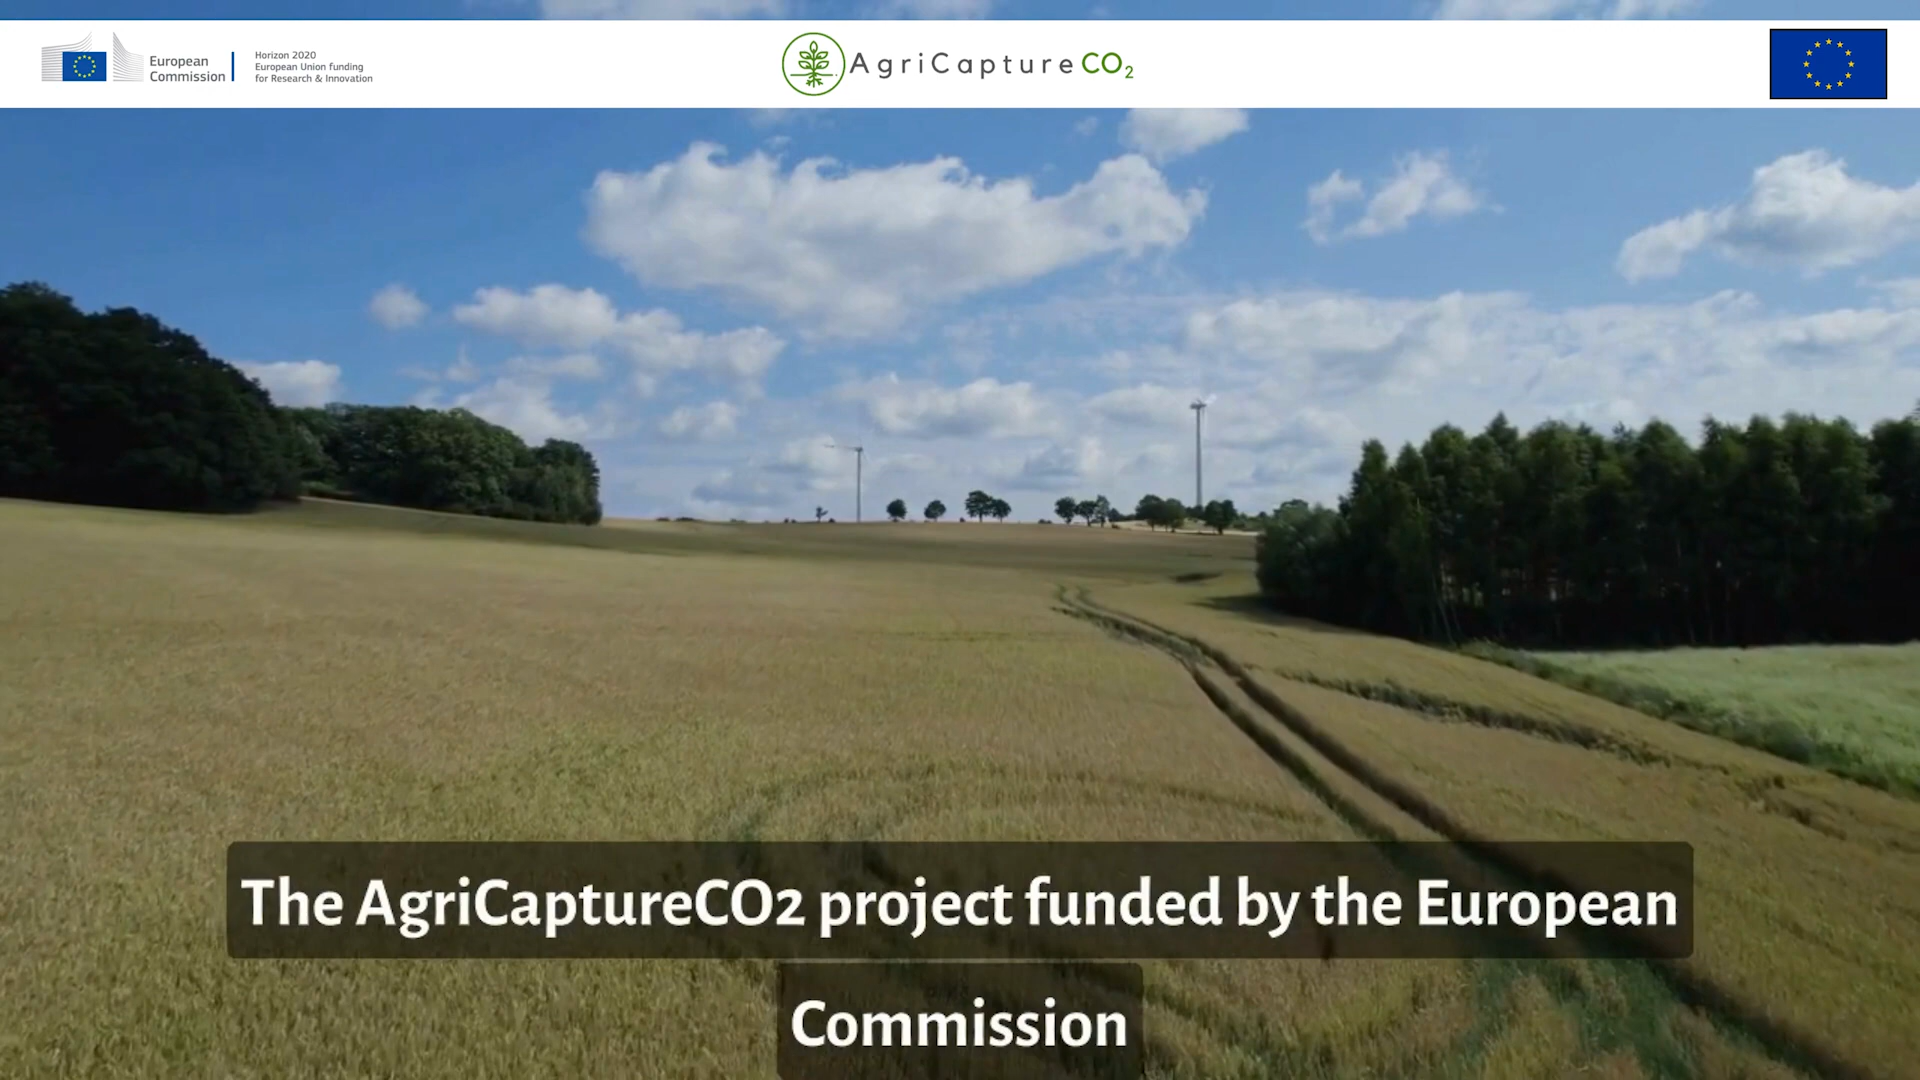 European
Commission
Horizon 2020
European Union funding
for Research & Innovation
AgriCaptureCO₂
The AgriCaptureCO2 project funded by the European
Commission